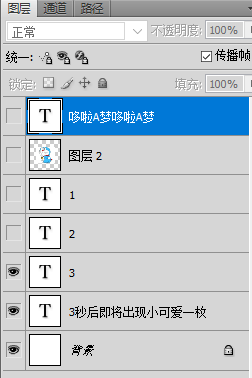 图层 通道 路径
正常 不透明度: 100%
统一: 传播帧
锁定: 填充: 100%
T 哆啦A梦哆啦A梦
图层 2
T 1
T 2
T 3
T 3秒后即将出现小可爱一枚
背景